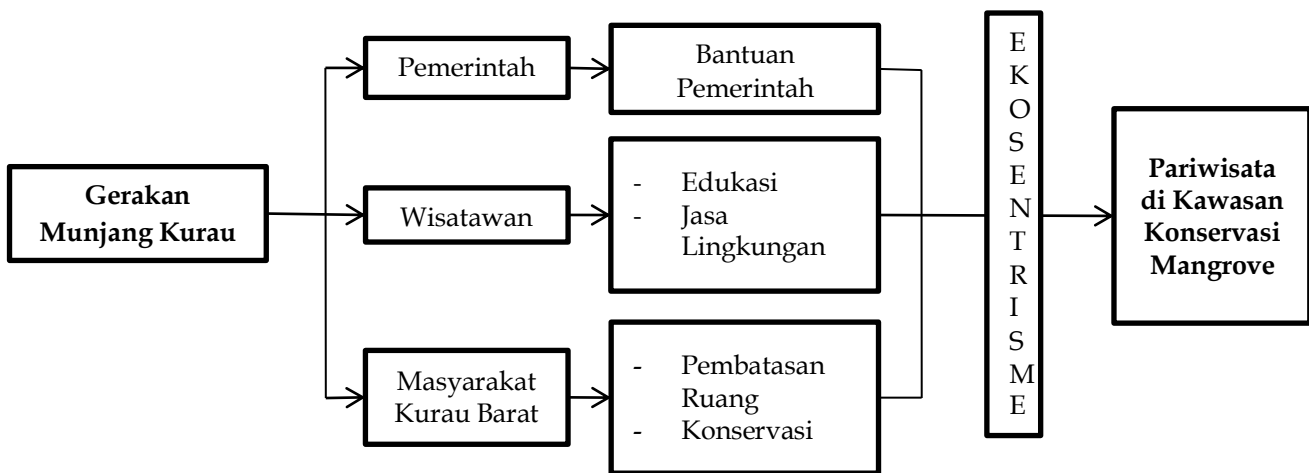 Gerakan
Munjang Kurau
Pemerintah
Bantuan
Pemerintah
Wisatawan
- Edukasi
- Jasa
Lingkungan
Masyarakat
Kurau Barat
- Pembatasan
Ruang
- Konservasi
E
K
O
S
E
N
T
R
I
S
M
E
Pariwisata
di Kawasan
Konservasi
Mangrove